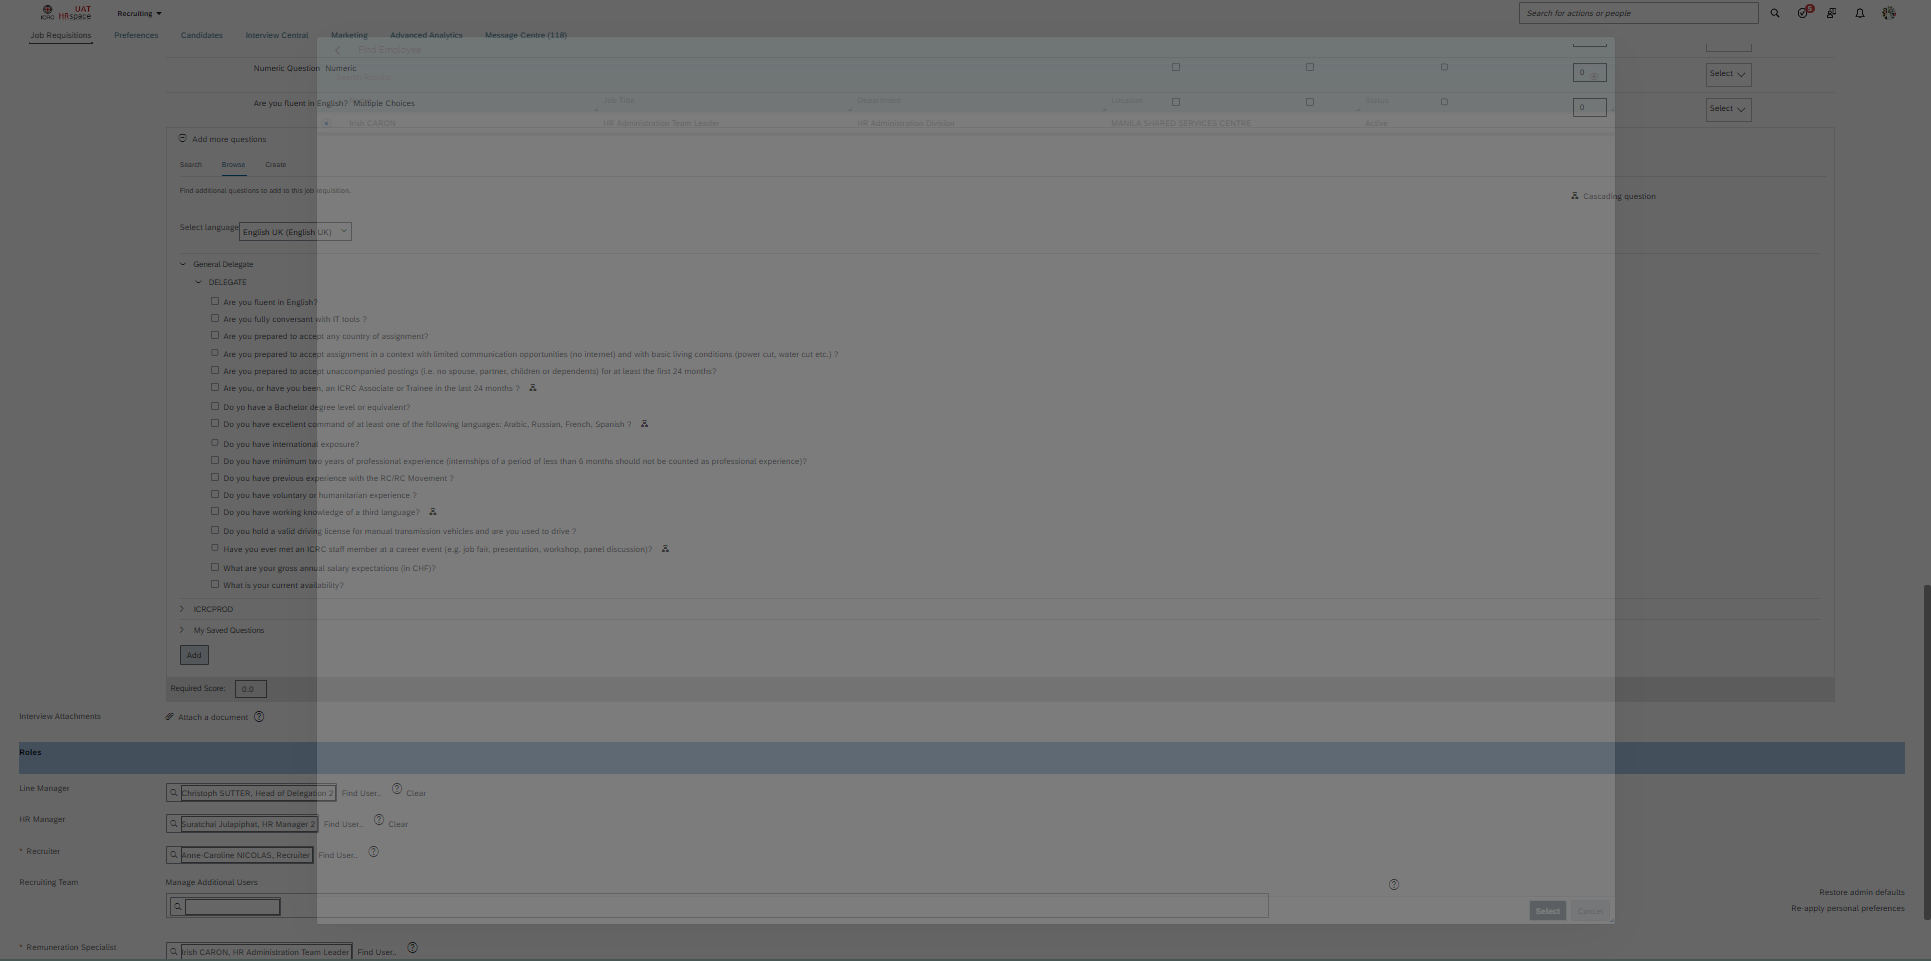 UAT
ICRC HRspace
Recruiting
Search for actions or people
5
Job Requisitions Preferences Candidates Interview Central Marketing Advanced Analytics Message Centre (118)
Find Employee
Numeric Question Numeric 0 Select
Job Title Department Location Status
Are you fluent in English? Multiple Choices 0 Select
Irish CARON HR Administration Team Leader HR Administration Division MANILA SHARED SERVICES CENTRE Active
Add more questions
Search Browse Create
Find additional questions to add to this job requisition.
Cascading question
Select language English UK (English UK)
General Delegate
DELEGATE
Are you fluent in English?
Are you fully conversant with IT tools ?
Are you prepared to accept any country of assignment?
Are you prepared to accept assignment in a context with limited communication opportunities (no internet) and with basic living conditions (power cut, water cut etc.) ?
Are you prepared to accept unaccompanied postings (i.e. no spouse, partner, children or dependents) for at least the first 24 months?
Are you, or have you been, an ICRC Associate or Trainee in the last 24 months ?
Do yo have a Bachelor degree level or equivalent?
Do you have excellent command of at least one of the following languages: Arabic, Russian, French, Spanish ?
Do you have international exposure?
Do you have minimum two years of professional experience (internships of a period of less than 6 months should not be counted as professional experience)?
Do you have previous experience with the RC/RC Movement ?
Do you have voluntary or humanitarian experience ?
Do you have working knowledge of a third language?
Do you hold a valid driving license for manual transmission vehicles and are you used to drive ?
Have you ever met an ICRC staff member at a career event (e.g. job fair, presentation, workshop, panel discussion)?
What are your gross annual salary expectations (in CHF)?
What is your current availability?
ICRCPROD
My Saved Questions
Add
Required Score: 0.0
Interview Attachments Attach a document
Roles
Line Manager Christoph SUTTER, Head of Delegation 2 Find User.. Clear
HR Manager Suratchai Julapiphat, HR Manager 2 Find User.. Clear
* Recruiter Anne-Caroline NICOLAS, Recruiter Find User..
Recruiting Team Manage Additional Users
Restore admin defaults
Re-apply personal preferences
Select Cancel
* Remuneration Specialist Irish CARON, HR Administration Team Leader Find User..